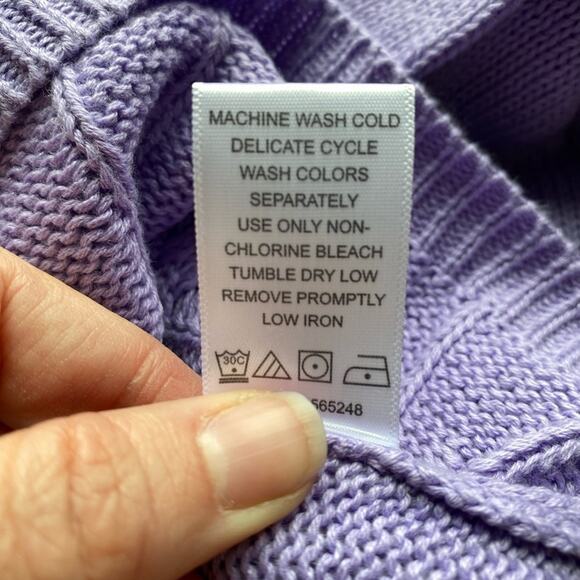 MACHINE WASH COLD
DELICATE CYCLE
WASH COLORS
SEPARATELY
USE ONLY NON-
CHLORINE BLEACH
TUMBLE DRY LOW
REMOVE PROMPTLY
LOW IRON
30C
565248